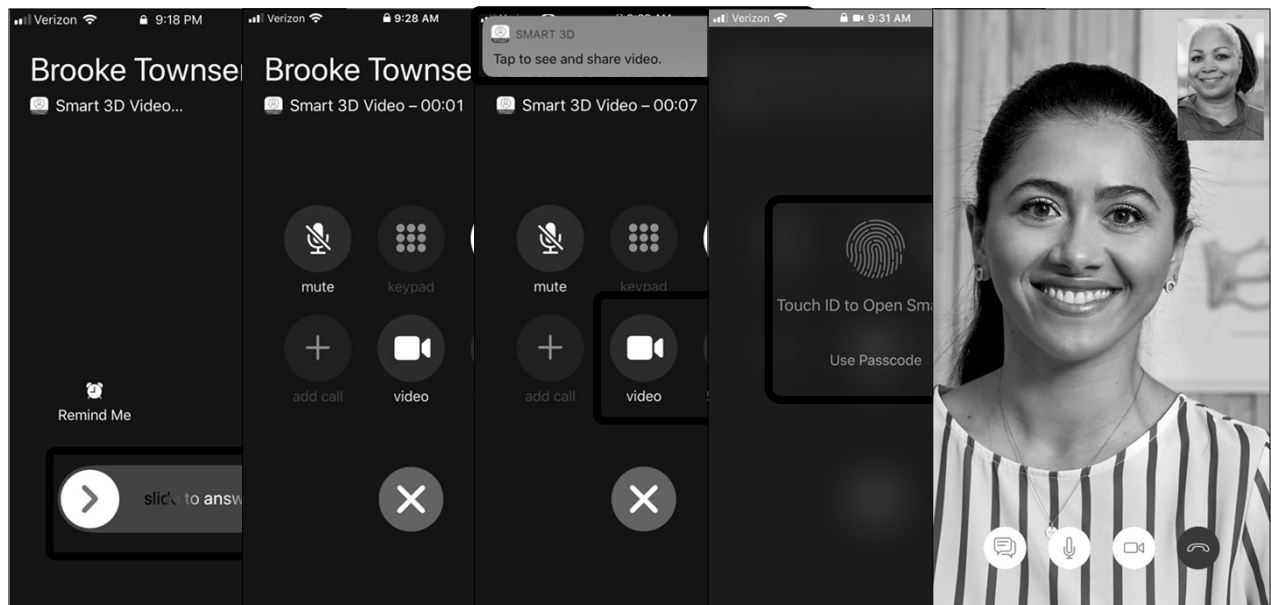 Verizon 9:18 PM
Brooke Townse
Smart 3D Video...
Remind Me
slide to answ
Verizon 9:28 AM
Brooke Townse
Smart 3D Video – 00:01
mute keypad
add call video
SMART 3D
Tap to see and share video.
Smart 3D Video – 00:07
mute keypad
add call video
Verizon 9:31 AM
Touch ID to Open Sm
Use Passcode